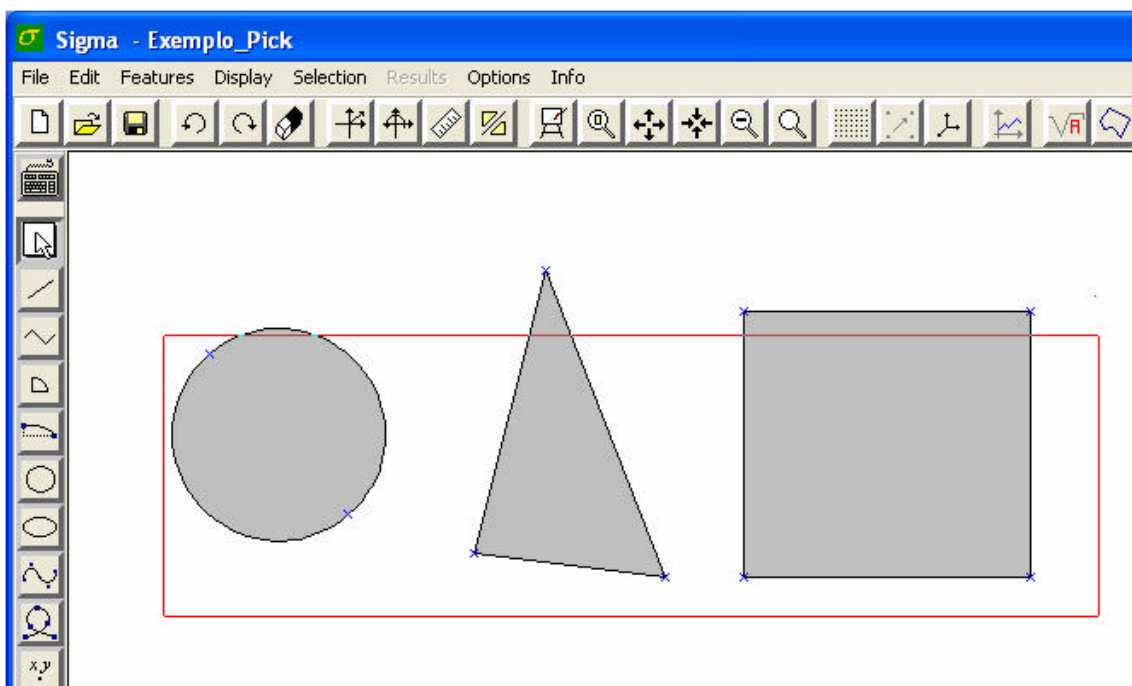 σ Sigma - Exemplo_Pick
File Edit Features Display Selection Results Options Info
A
x,y